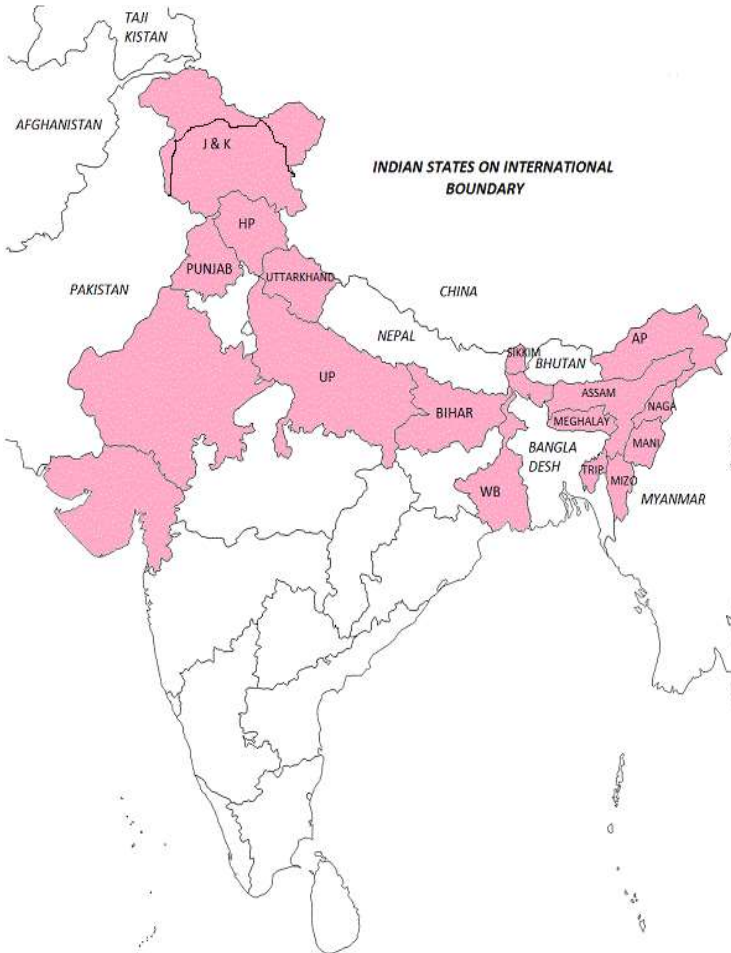 TAJI
KISTAN
AFGHANISTAN
J & K
INDIAN STATES ON INTERNATIONAL
BOUNDARY
HP
PUNJAB
UTTARKHAND
PAKISTAN
CHINA
NEPAL
SIKKIM
BHUTAN
AP
UP
ASSAM
BIHAR
NAGA
MEGHALAY
MANI
BANGLA
DESH
TRIP
MIZO
WB
MYANMAR